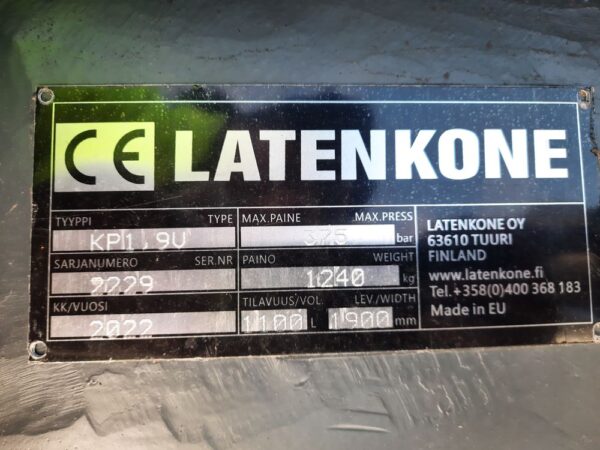 CE LATENKONE
TYYPPI TYPE
KP1.9V
MAX.PAINE MAX.PRESS
375 bar
SARJANUMERO SER.NR
2229
PAINO WEIGHT
1240 kg
KK/VUOSI
2022
TILAVUUS/VOL. LEV./WIDTH
1100 L 1900 mm
LATENKONE OY
63610 TUURI
FINLAND
www.latenkone.fi
Tel.+358(0)400 368 183
Made in EU